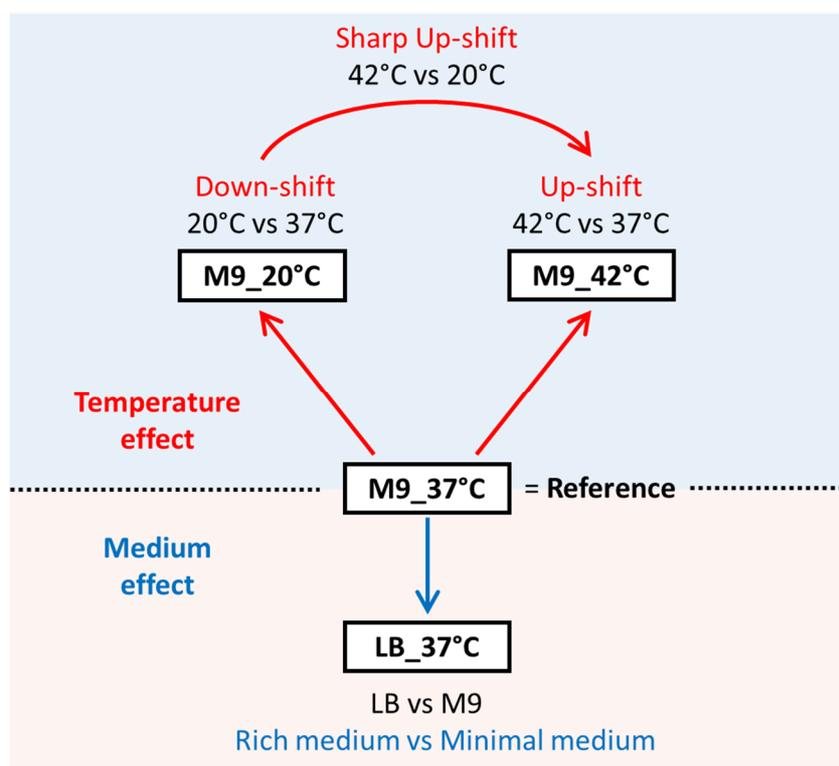 Sharp Up-shift
42°C vs 20°C
Down-shift
20°C vs 37°C
M9_20°C
Up-shift
42°C vs 37°C
M9_42°C
Temperature
effect
M9_37°C = Reference
Medium
effect
LB_37°C
LB vs M9
Rich medium vs Minimal medium